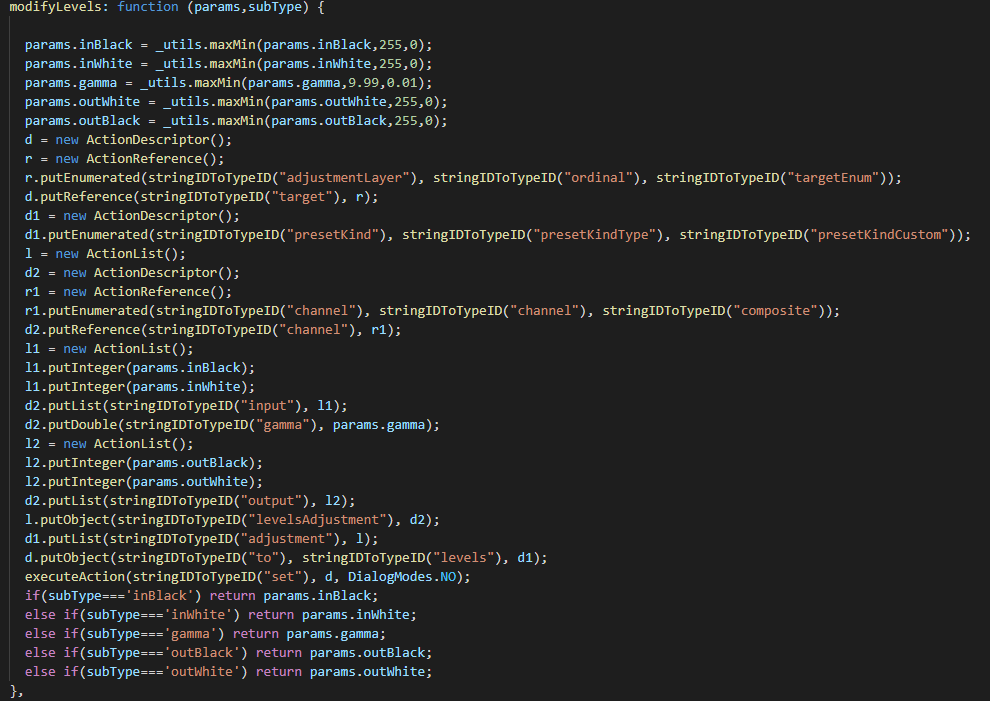 modifyLevels: function (params,subType) {
params.inBlack = _utils.maxMin(params.inBlack,255,0);
params.inWhite = _utils.maxMin(params.inWhite,255,0);
params.gamma = _utils.maxMin(params.gamma,9.99,0.01);
params.outWhite = _utils.maxMin(params.outWhite,255,0);
params.outBlack = _utils.maxMin(params.outBlack,255,0);
d = new ActionDescriptor();
r = new ActionReference();
r.putEnumerated(stringIDToTypeID("adjustmentLayer"), stringIDToTypeID("ordinal"), stringIDToTypeID("targetEnum"));
d.putReference(stringIDToTypeID("target"), r);
d1 = new ActionDescriptor();
d1.putEnumerated(stringIDToTypeID("presetKind"), stringIDToTypeID("presetKindType"), stringIDToTypeID("presetKindCustom"));
l = new ActionList();
d2 = new ActionDescriptor();
r1 = new ActionReference();
r1.putEnumerated(stringIDToTypeID("channel"), stringIDToTypeID("channel"), stringIDToTypeID("composite"));
d2.putReference(stringIDToTypeID("channel"), r1);
l1 = new ActionList();
l1.putInteger(params.inBlack);
l1.putInteger(params.inWhite);
d2.putList(stringIDToTypeID("input"), l1);
d2.putDouble(stringIDToTypeID("gamma"), params.gamma);
l2 = new ActionList();
l2.putInteger(params.outBlack);
l2.putInteger(params.outWhite);
d2.putList(stringIDToTypeID("output"), l2);
l.putObject(stringIDToTypeID("levelsAdjustment"), d2);
d1.putList(stringIDToTypeID("adjustment"), l);
d.putObject(stringIDToTypeID("to"), stringIDToTypeID("levels"), d1);
executeAction(stringIDToTypeID("set"), d, DialogModes.NO);
if(subType==='inBlack') return params.inBlack;
else if(subType==='inWhite') return params.inWhite;
else if(subType==='gamma') return params.gamma;
else if(subType==='outBlack') return params.outBlack;
else if(subType==='outWhite') return params.outWhite;
},